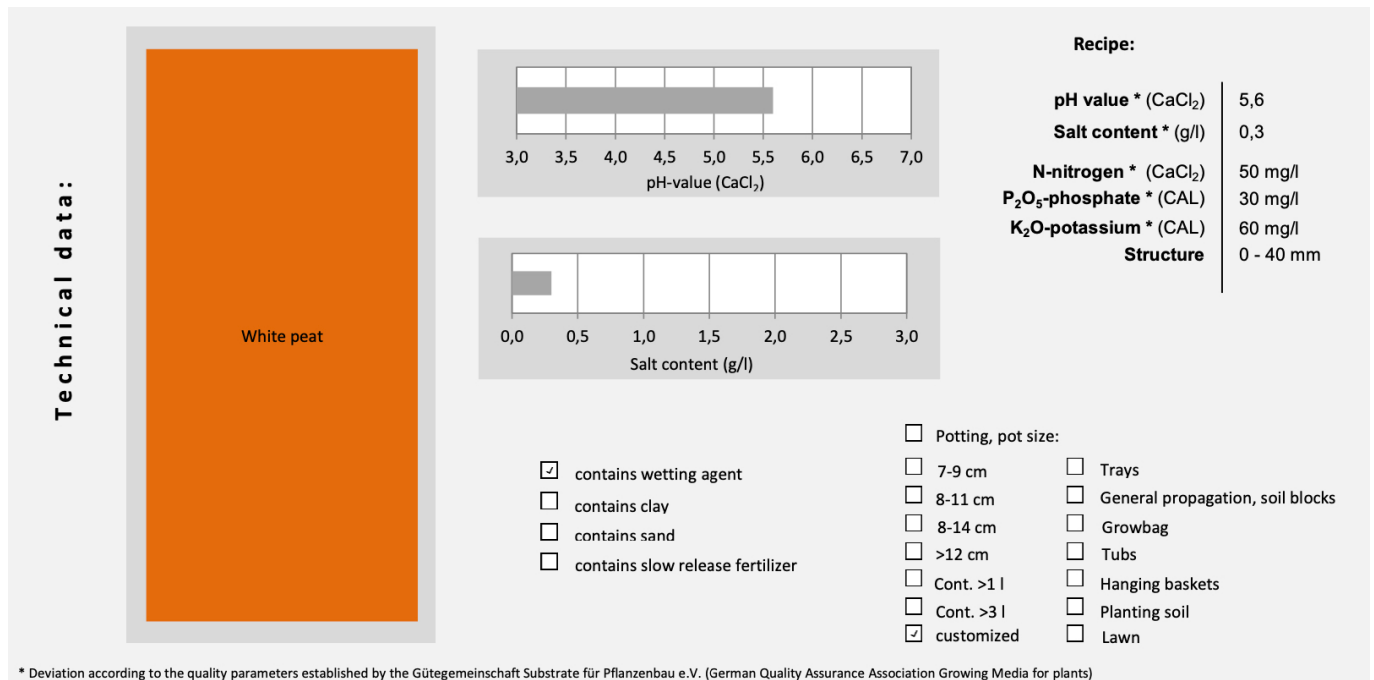 Technical data:
White peat
3,0 3,5 4,0 4,5 5,0 5,5 6,0 6,5 7,0
pH-value (CaCl₂)
0,0 0,5 1,0 1,5 2,0 2,5 3,0
Salt content (g/l)
Recipe:
pH value * (CaCl₂) 5,6
Salt content * (g/l) 0,3
N-nitrogen * (CaCl₂) 50 mg/l
P₂O₅-phosphate * (CAL) 30 mg/l
K₂O-potassium * (CAL) 60 mg/l
Structure 0 - 40 mm
contains wetting agent
contains clay
contains sand
contains slow release fertilizer
Potting, pot size:
7-9 cm
8-11 cm
8-14 cm
>12 cm
Cont. >1 l
Cont. >3 l
customized
Trays
General propagation, soil blocks
Growbag
Tubs
Hanging baskets
Planting soil
Lawn
* Deviation according to the quality parameters established by the Gütegemeinschaft Substrate für Pflanzenbau e.V. (German Quality Assurance Association Growing Media for plants)